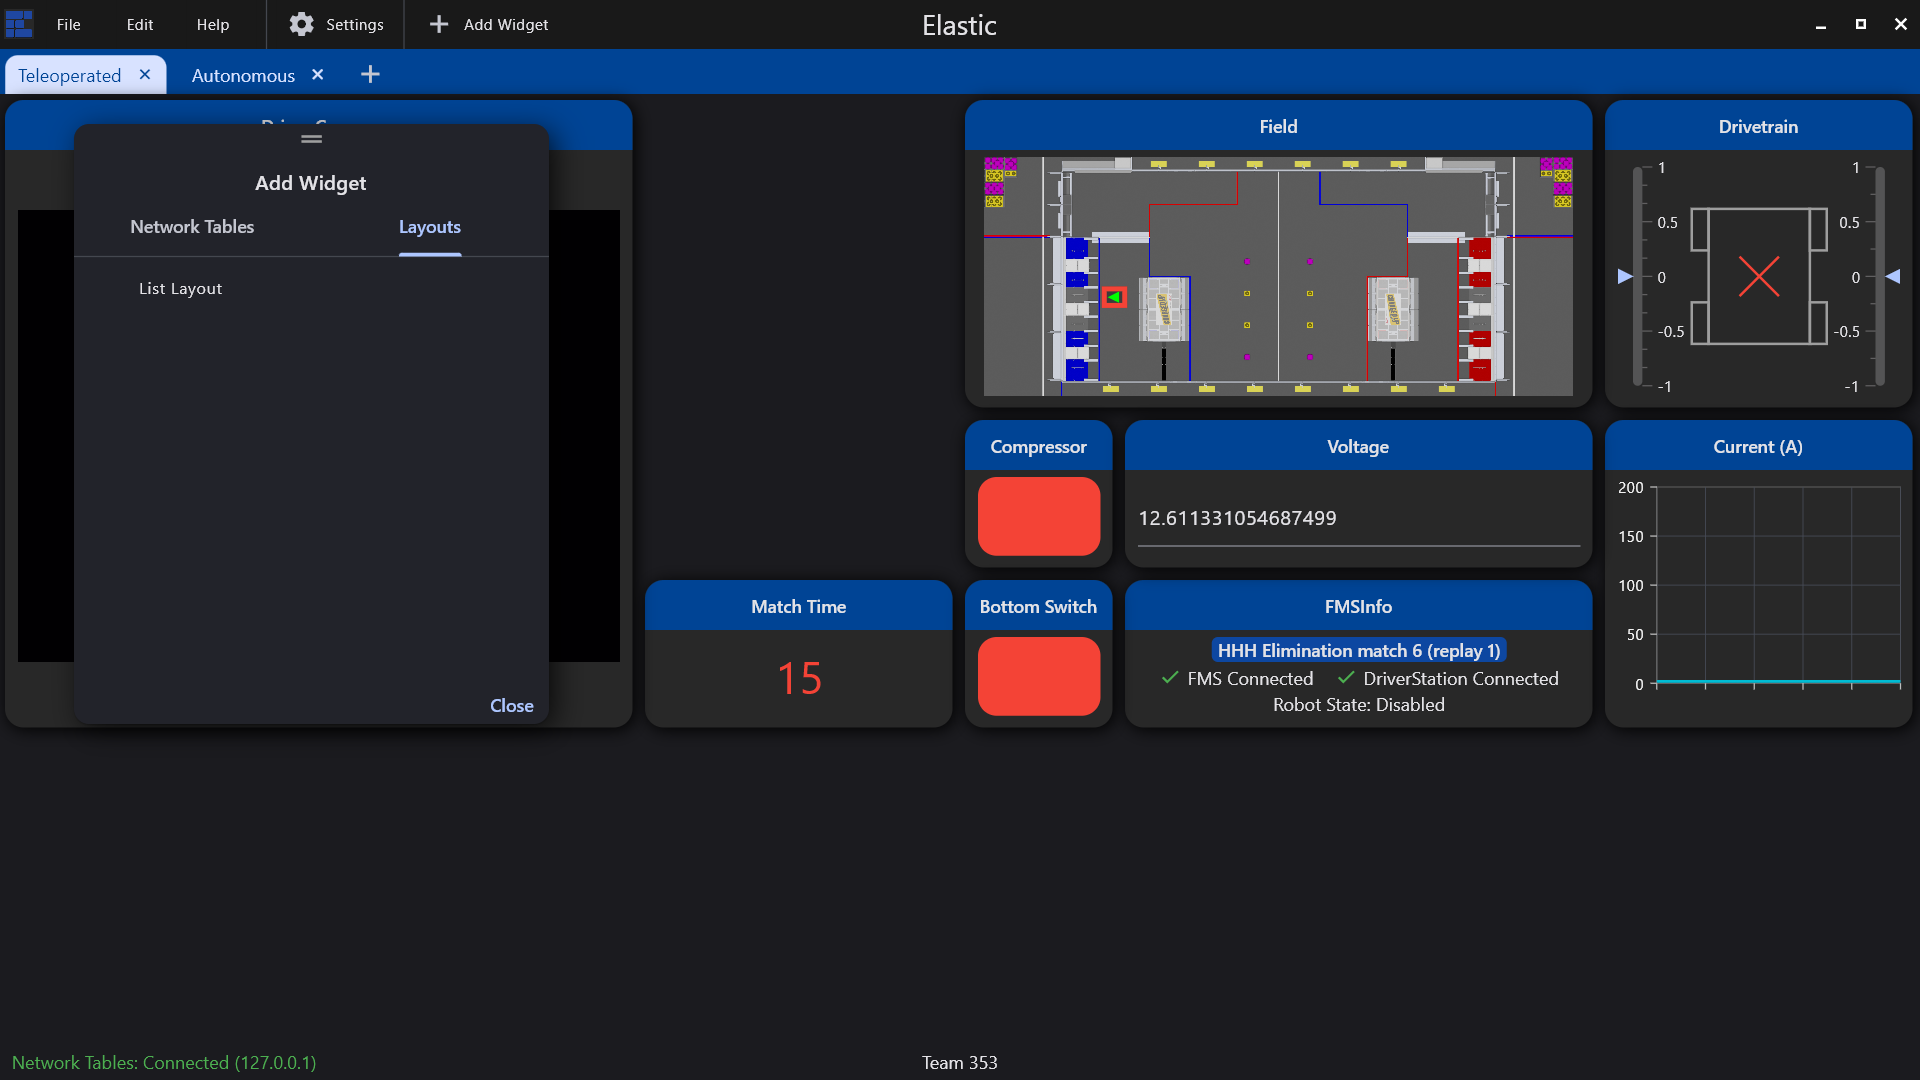 File Edit Help Settings Add Widget Elastic
Teleoperated Autonomous
Add Widget
Network Tables Layouts
List Layout
Close
Field
Drivetrain
1 1
0.5 0.5
0 0
-0.5 -0.5
-1 -1
Compressor
Voltage
12.611331054687499
Current (A)
200
150
100
50
0
Match Time
15
Bottom Switch
FMSInfo
HHH Elimination match 6 (replay 1)
FMS Connected DriverStation Connected
Robot State: Disabled
Network Tables: Connected (127.0.0.1) Team 353